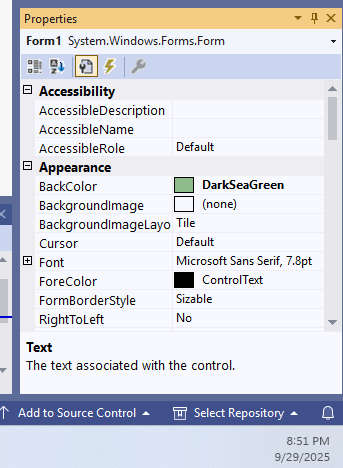 Properties
Form1 System.Windows.Forms.Form
Accessibility
AccessibleDescription
AccessibleName
AccessibleRole Default
Appearance
BackColor DarkSeaGreen
BackgroundImage (none)
BackgroundImageLayo Tile
Cursor Default
Font Microsoft Sans Serif, 7.8pt
ForeColor ControlText
FormBorderStyle Sizable
RightToLeft No
Text
The text associated with the control.
Add to Source Control Select Repository
8:51 PM
9/29/2025